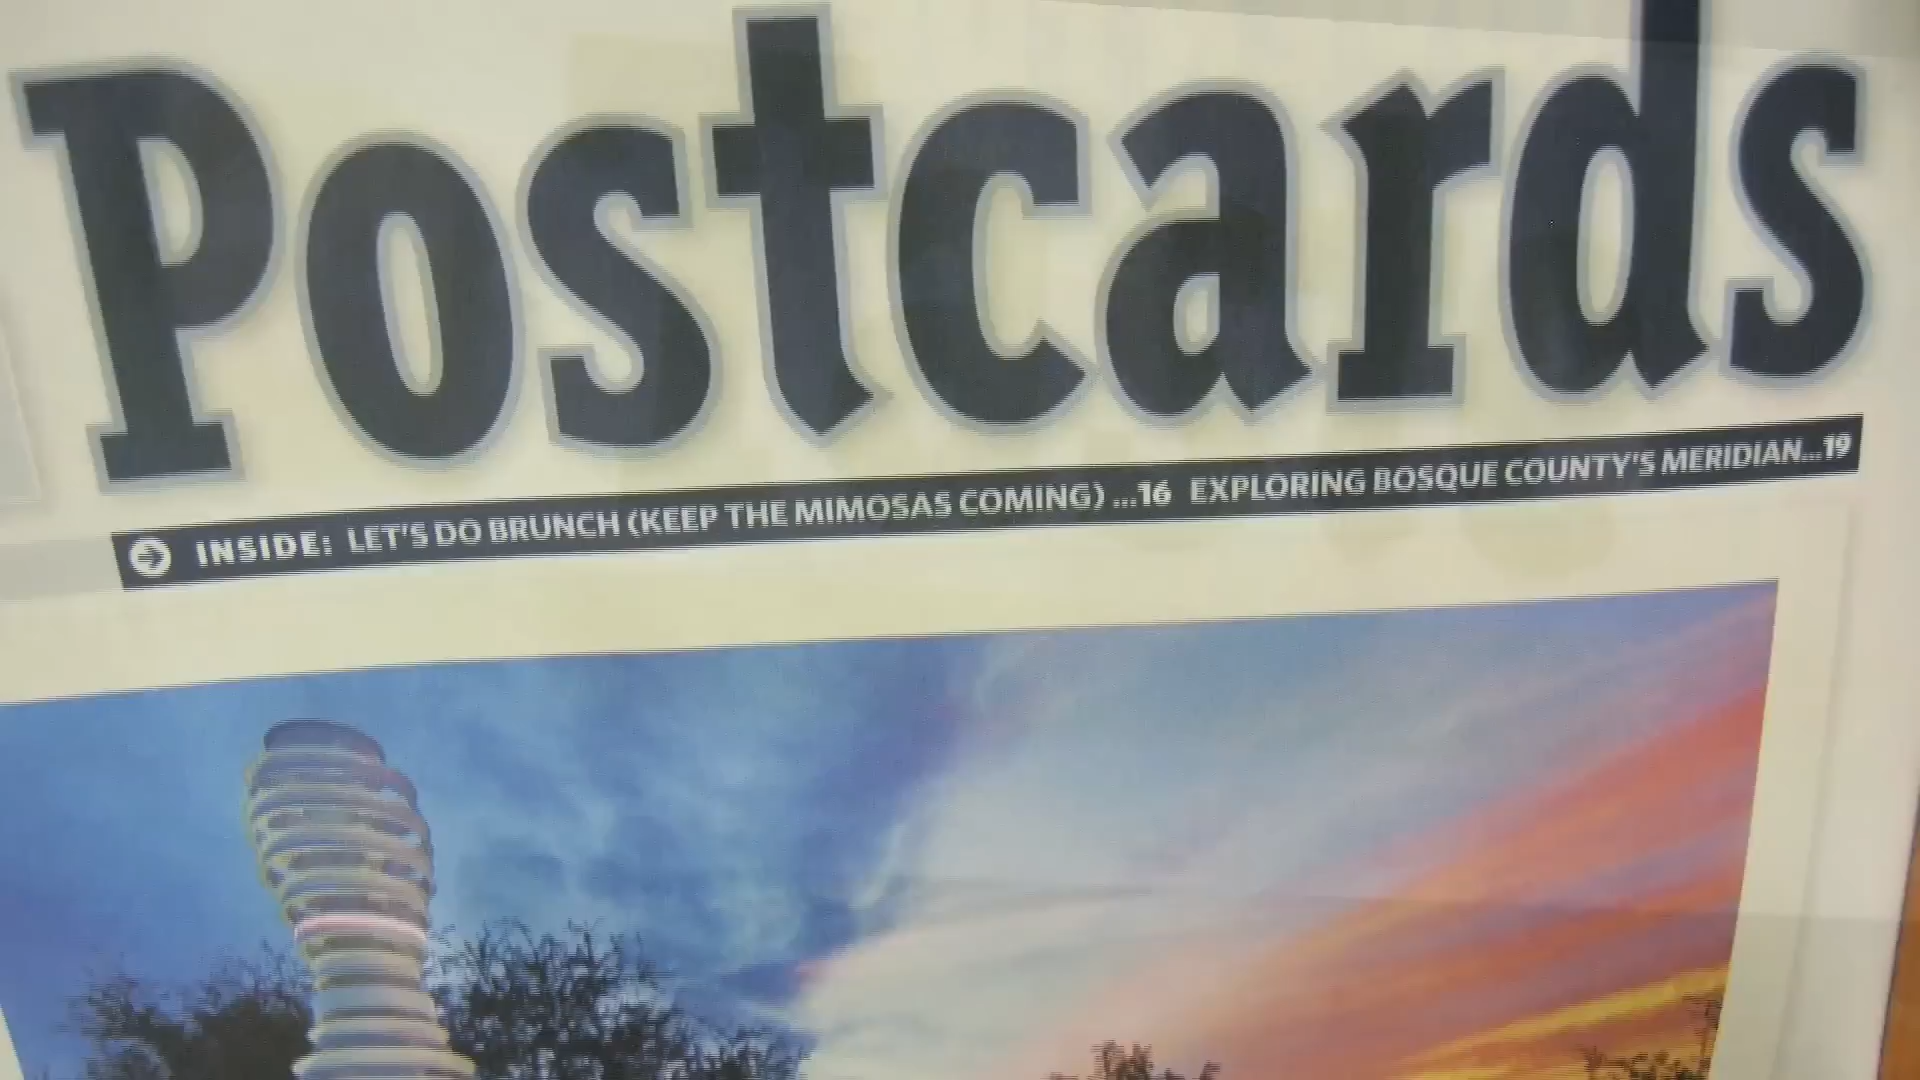 Postcards
INSIDE: LET'S DO BRUNCH (KEEP THE MIMOSAS COMING) ...16 EXPLORING BOSQUE COUNTY'S MERIDIAN...19